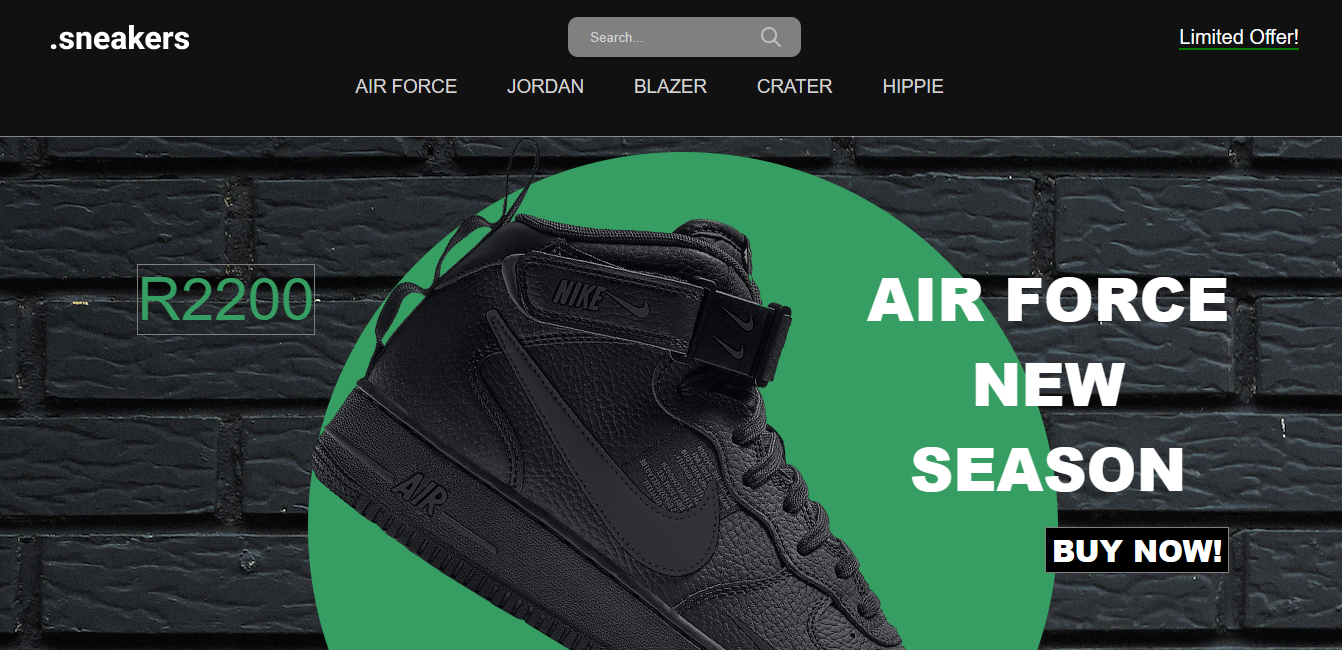 .sneakers
Search...
Limited Offer!
AIR FORCE JORDAN BLAZER CRATER HIPPIE
R2200
NIKE
AIR
AIR FORCE
NEW
SEASON
BUY NOW!